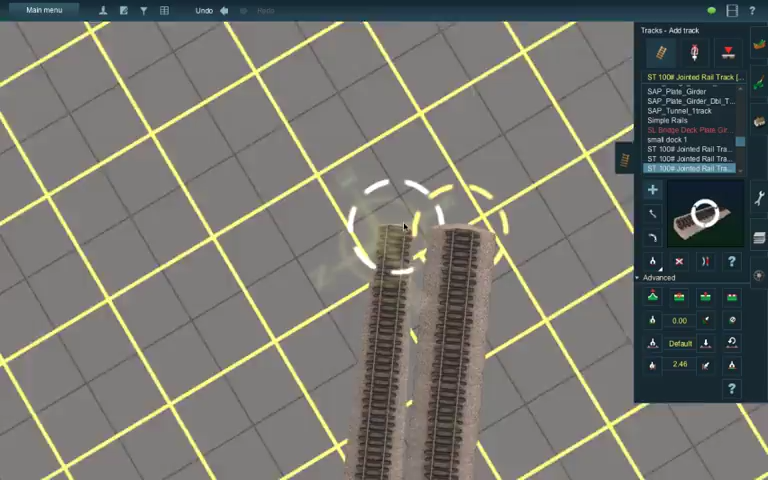 Main menu
Undo
Redo
?
Tracks - Add track
ST 100# Jointed Rail Track [...
SAP_Plate_Girder
SAP_Plate_Girder_Dbl_T...
SAP_Tunnel_1track
Simple Rails
SL Bridge Deck Plate Gir...
small dock 1
ST 100# Jointed Rail Tra...
ST 100# Jointed Rail Tra...
ST 100# Jointed Rail Tra...
?
Advanced
0.00
Default
2.46
?